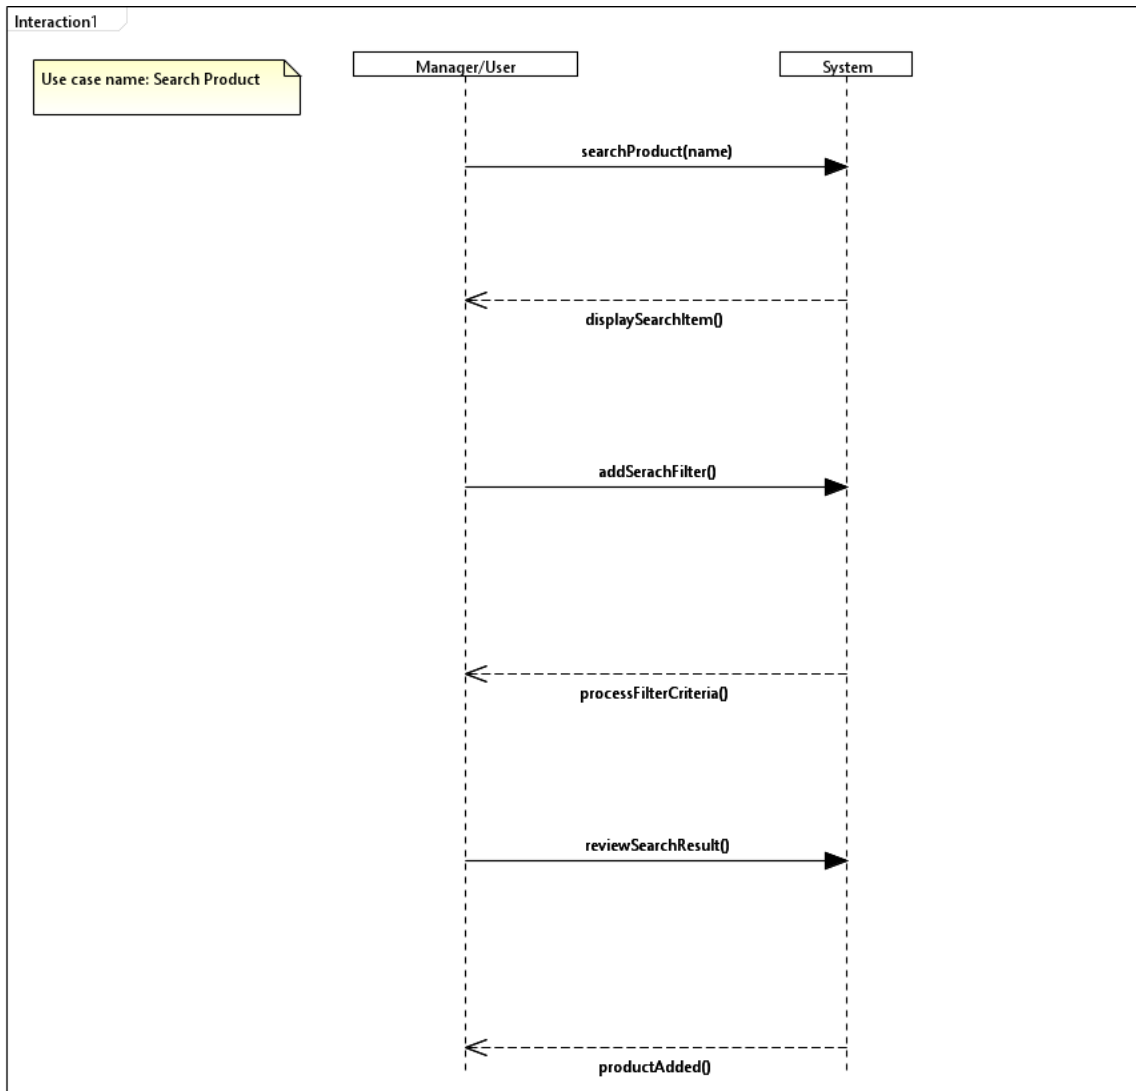 Interaction1
Use case name: Search Product
Manager/User
System
searchProduct(name)
displaySearchItem()
addSerachFilter()
processFilterCriteria()
reviewSearchResult()
productAdded()